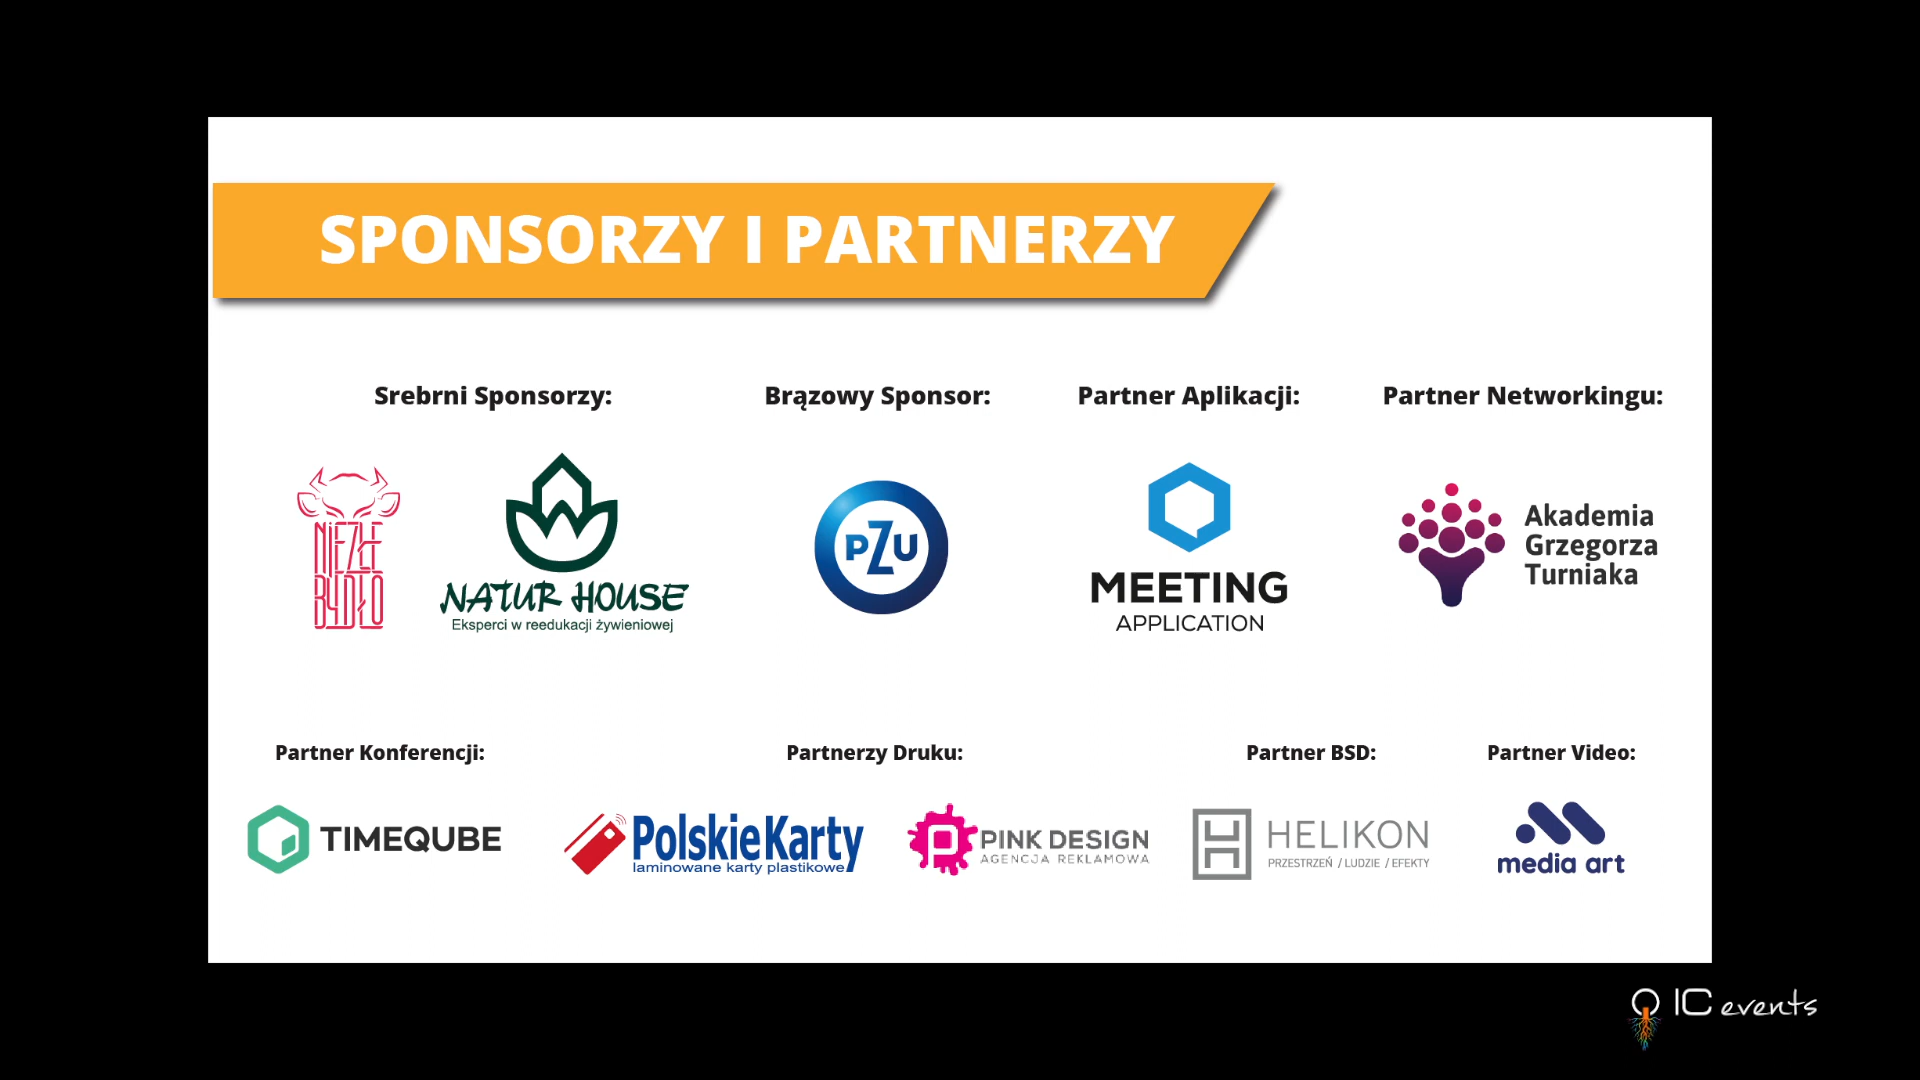 SPONSORZY I PARTNERZY
Srebrni Sponsorzy:
Brązowy Sponsor:
Partner Aplikacji:
Partner Networkingu:
NIEZŁE
BYDŁO
NATUR HOUSE
Eksperci w reedukacji żywieniowej
PZU
MEETING
APPLICATION
Akademia
Grzegorza
Turniaka
Partner Konferencji:
Partnerzy Druku:
Partner BSD:
Partner Video:
TIMEQUBE
PolskieKarty
laminowane karty plastikowe
PINK DESIGN
AGENCJA REKLAMOWA
HELIKON
PRZESTRZEŃ / LUDZIE / EFEKTY
media art
IC events